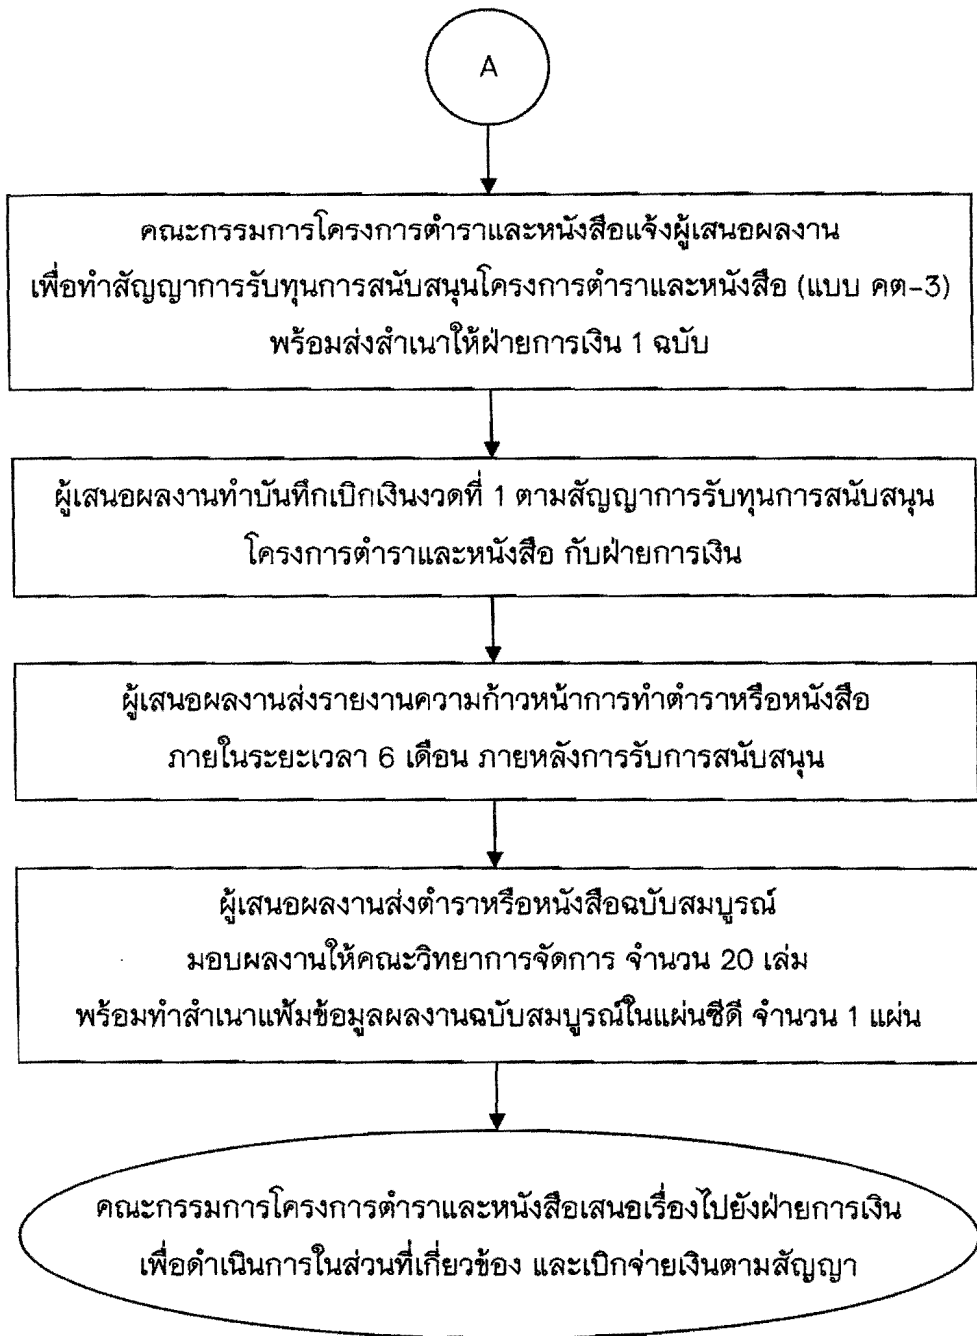 A
คณะกรรมการโครงการตำราและหนังสือแจ้งผู้เสนอผลงาน
เพื่อทำสัญญาการรับทุนการสนับสนุนโครงการตำราและหนังสือ (แบบ คต-3)
พร้อมส่งสำเนาให้ฝ่ายการเงิน 1 ฉบับ
ผู้เสนอผลงานทำบันทึกเบิกเงินงวดที่ 1 ตามสัญญาการรับทุนการสนับสนุน
โครงการตำราและหนังสือ กับฝ่ายการเงิน
ผู้เสนอผลงานส่งรายงานความก้าวหน้าการทำตำราหรือหนังสือ
ภายในระยะเวลา 6 เดือน ภายหลังการรับการสนับสนุน
ผู้เสนอผลงานส่งตำราหรือหนังสือฉบับสมบูรณ์
มอบผลงานให้คณะวิทยาการจัดการ จำนวน 20 เล่ม
พร้อมทำสำเนาแฟ้มข้อมูลผลงานฉบับสมบูรณ์ในแผ่นซีดี จำนวน 1 แผ่น
คณะกรรมการโครงการตำราและหนังสือเสนอเรื่องไปยังฝ่ายการเงิน
เพื่อดำเนินการในส่วนที่เกี่ยวข้อง และเบิกจ่ายเงินตามสัญญา